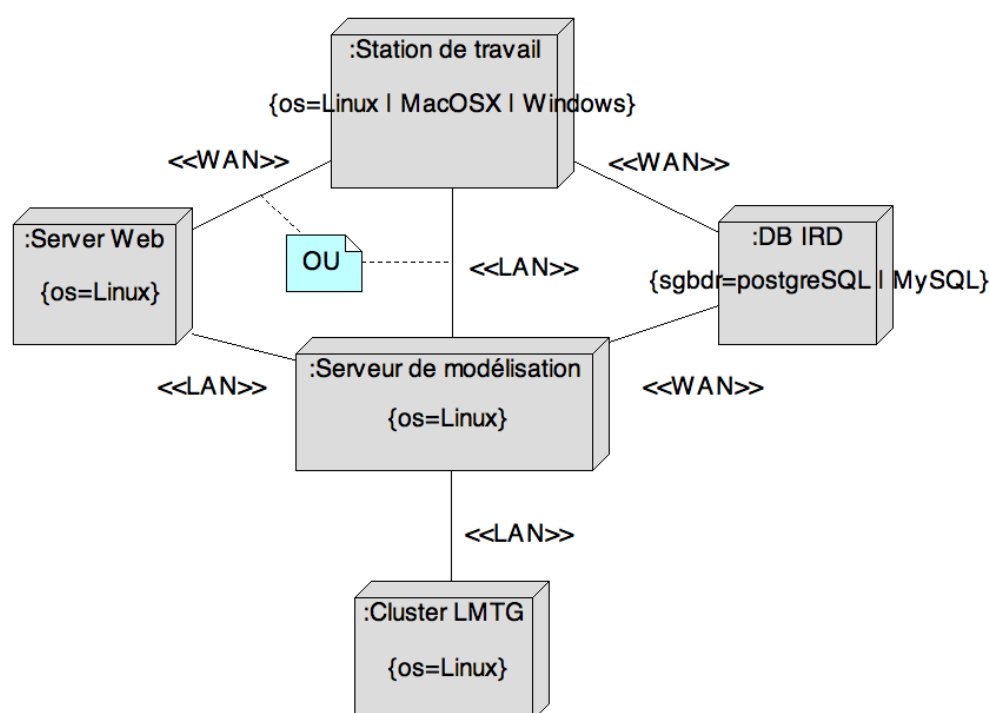 :Station de travail
{os=Linux | MacOSX | Windows}
<<WAN>>
<<WAN>>
:Server Web
{os=Linux}
OU
<<LAN>>
:DB IRD
{sgbdr=postgreSQL | MySQL}
<<LAN>>
:Serveur de modélisation
{os=Linux}
<<WAN>>
<<LAN>>
:Cluster LMTG
{os=Linux}